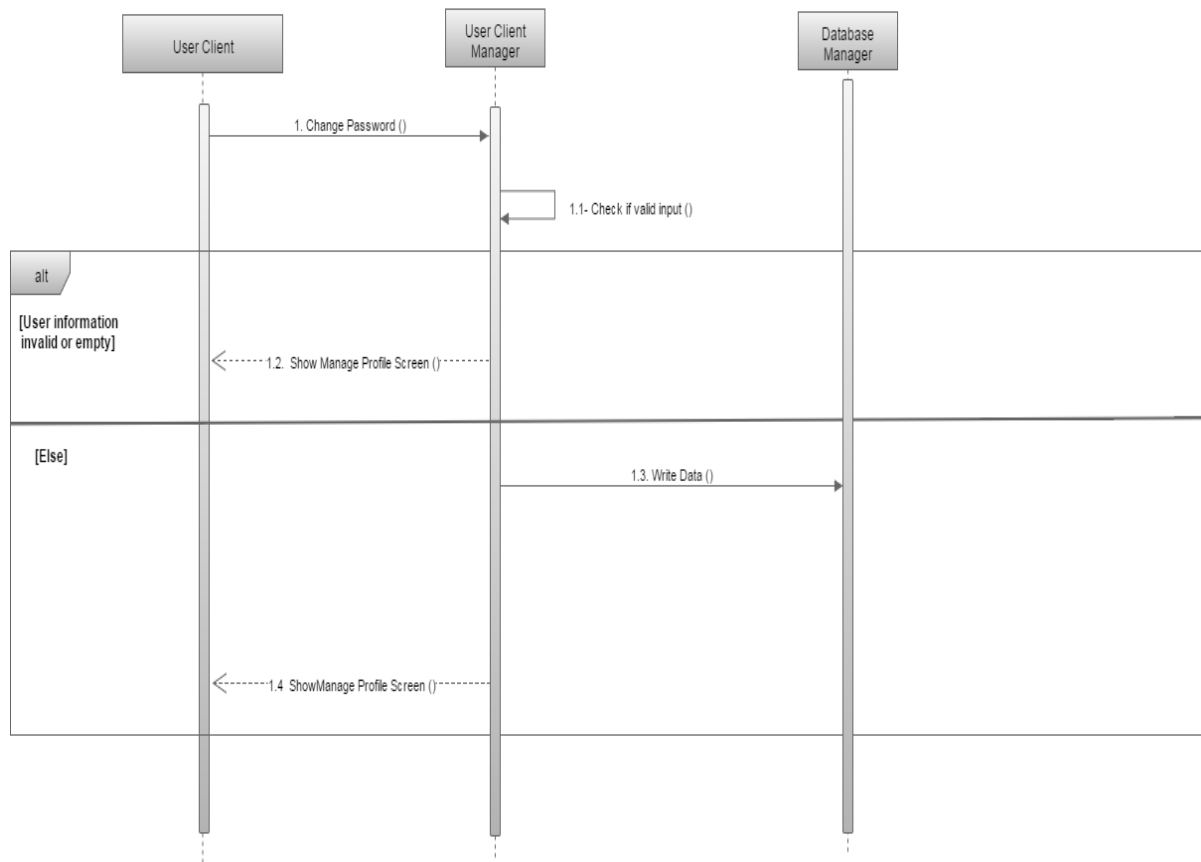 User Client
User Client
Manager
Database
Manager
1. Change Password ()
1.1- Check if valid input ()
alt
[User information
invalid or empty]
1.2. Show Manage Profile Screen ()
[Else]
1.3. Write Data ()
1.4 ShowManage Profile Screen ()